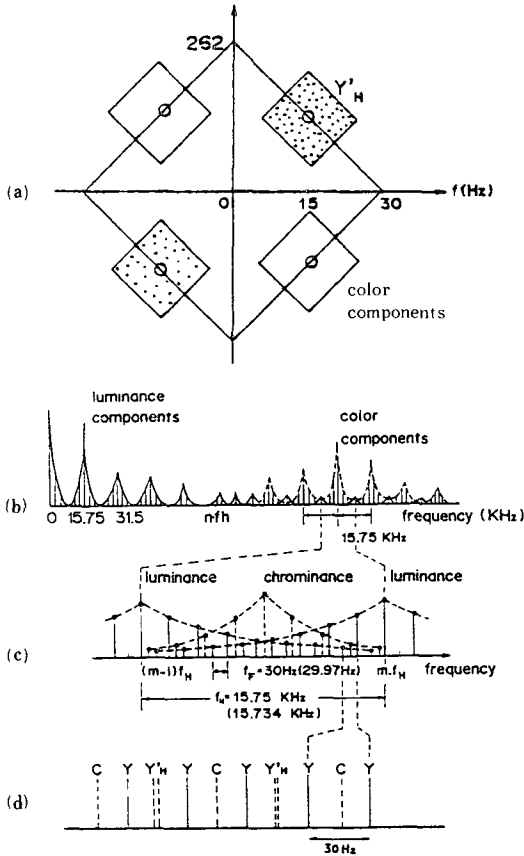 262
Y'H
(a)
0 15 30 f(Hz)
color
components
luminance
components
color
components
(b)
0 15.75 31.5 n·fh frequency (KHz)
15.75 KHz
luminance chrominance luminance
(c)
(m-1)fH fF=30Hz(29.97Hz) m.fH frequency
fH=15.75 KHz
(15.734 KHz)
C Y Y'H Y C Y Y'H Y C Y
(d)
30Hz